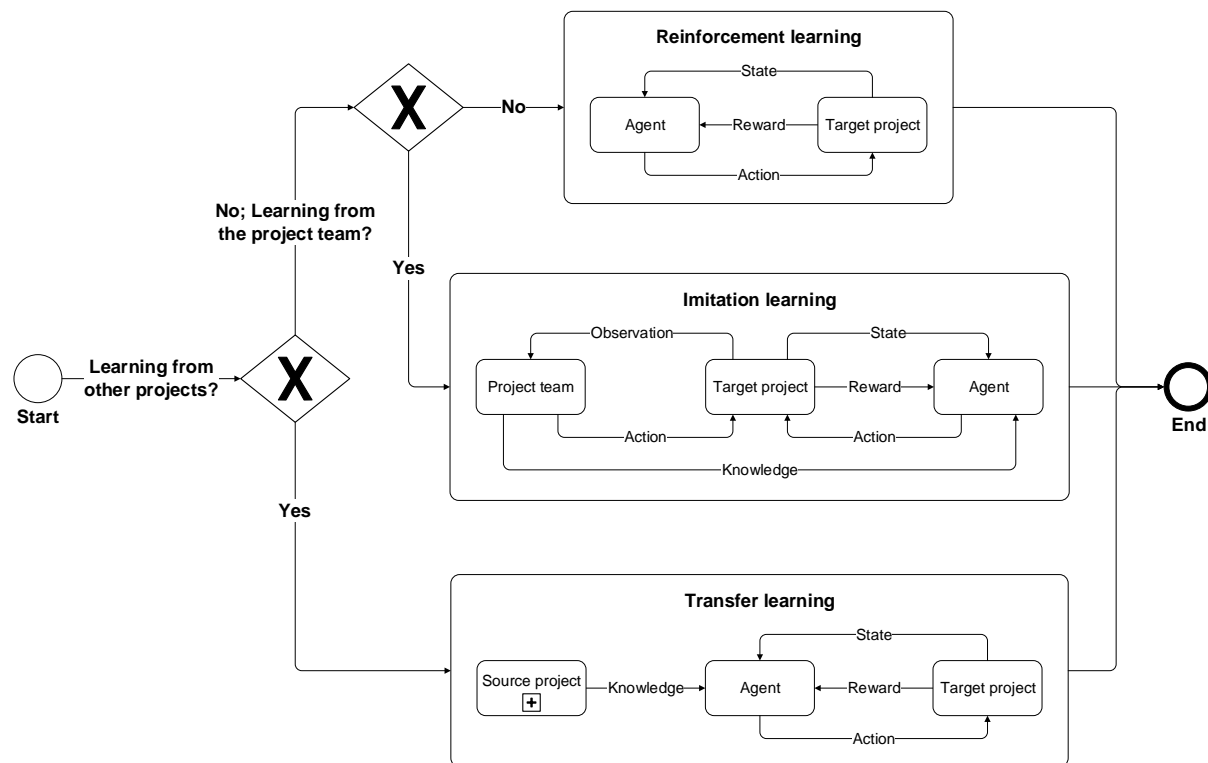 Reinforcement learning
State
Agent
Reward
Target project
Action
X
No
No; Learning from
the project team?
Yes
Imitation learning
Observation
State
Project team
Target project
Reward
Agent
Action
Action
Knowledge
Start
Learning from
other projects?
X
End
Yes
Transfer learning
State
Source project
+
Knowledge
Agent
Reward
Target project
Action